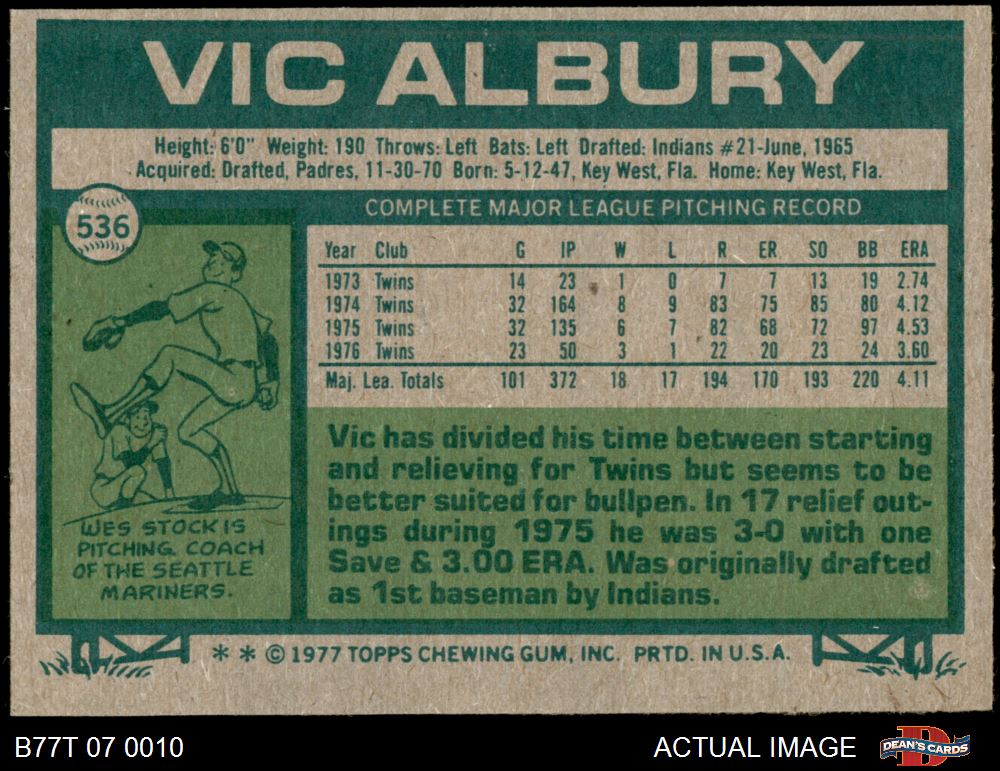 VIC ALBURY
Height: 6'0" Weight: 190 Throws: Left Bats: Left Drafted: Indians #21-June, 1965
Acquired: Drafted, Padres, 11-30-70 Born: 5-12-47, Key West, Fla. Home: Key West, Fla.
536
COMPLETE MAJOR LEAGUE PITCHING RECORD
Year Club G IP W L R ER SO BB ERA
1973 Twins 14 23 1 0 7 7 13 19 2.74
1974 Twins 32 164 8 9 83 75 85 80 4.12
1975 Twins 32 135 6 7 82 68 72 97 4.53
1976 Twins 23 50 3 1 22 20 23 24 3.60
Maj. Lea. Totals 101 372 18 17 194 170 193 220 4.11
Vic has divided his time between starting
and relieving for Twins but seems to be
better suited for bullpen. In 17 relief out-
ings during 1975 he was 3-0 with one
Save & 3.00 ERA. Was originally drafted
as 1st baseman by Indians.
WES STOCK IS
PITCHING COACH
OF THE SEATTLE
MARINERS.
* * © 1977 TOPPS CHEWING GUM, INC. PRTD. IN U.S.A.
B77T 07 0010
ACTUAL IMAGE
DEAN'S CARDS